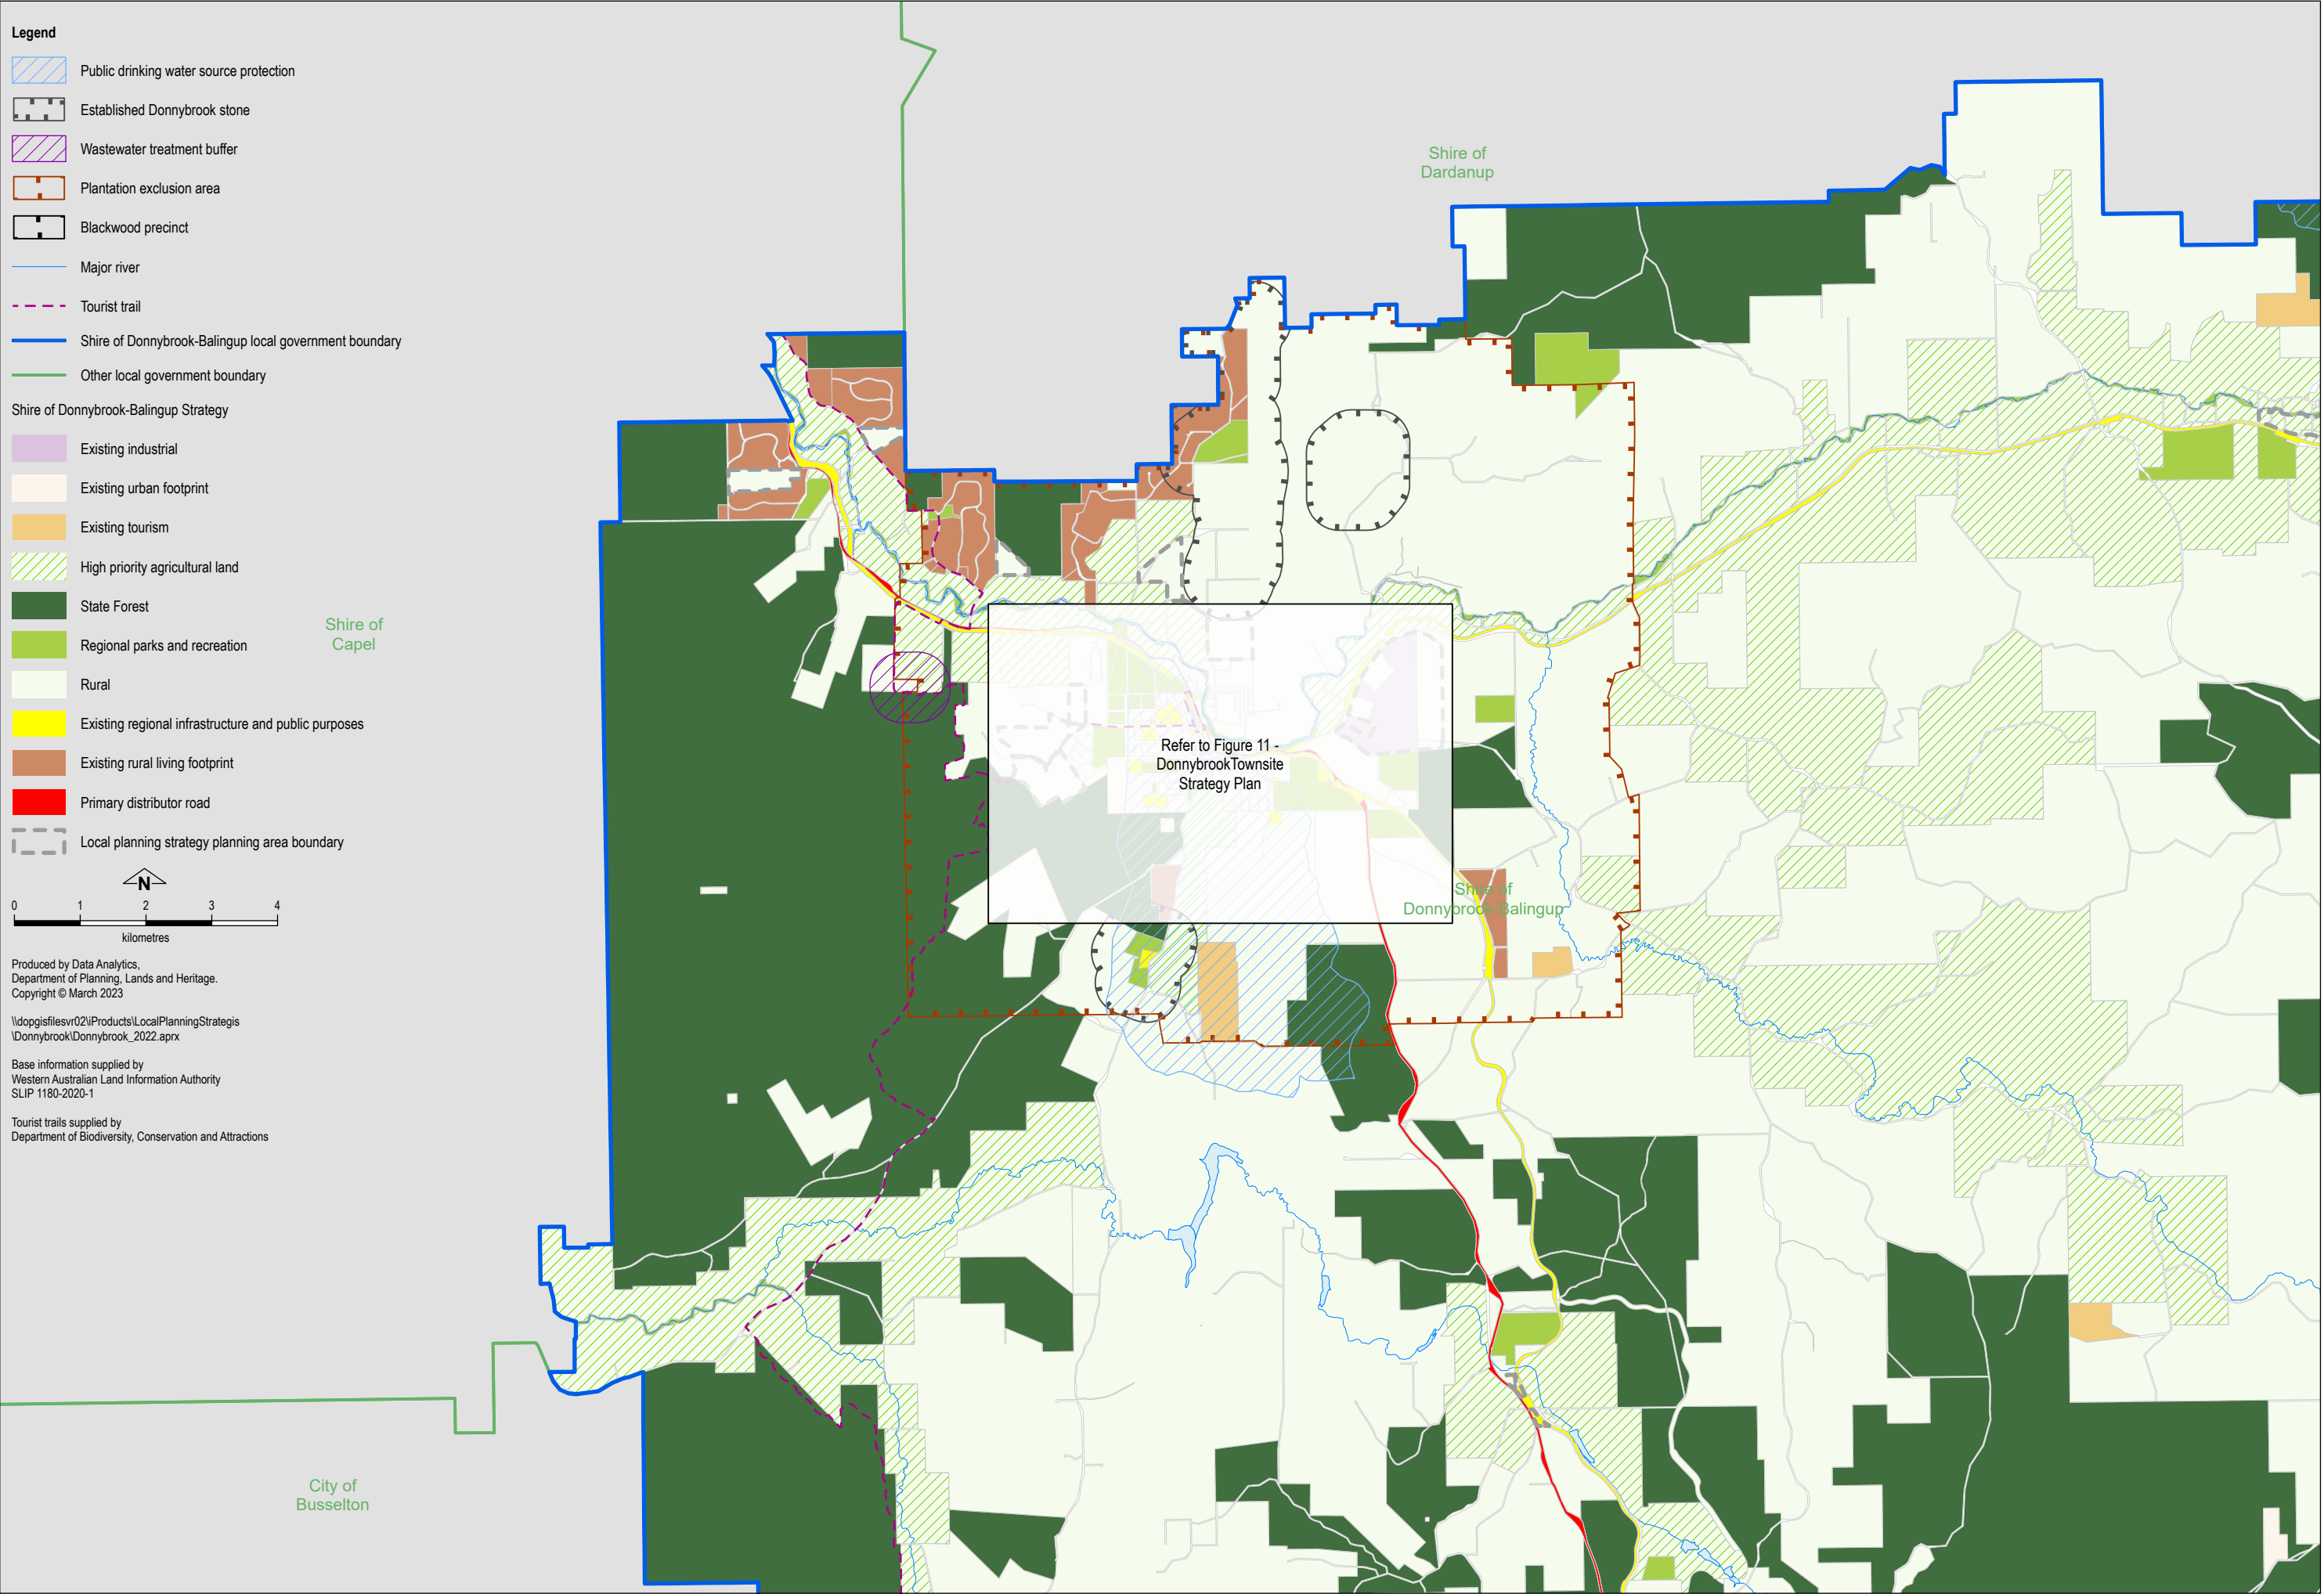 Legend
Public drinking water source protection
Established Donnybrook stone
Wastewater treatment buffer
Plantation exclusion area
Blackwood precinct
Major river
Tourist trail
Shire of Donnybrook-Balingup local government boundary
Other local government boundary
Shire of Donnybrook-Balingup Strategy
Existing industrial
Existing urban footprint
Existing tourism
High priority agricultural land
State Forest
Regional parks and recreation
Rural
Existing regional infrastructure and public purposes
Existing rural living footprint
Primary distributor road
Local planning strategy planning area boundary
N
0 1 2 3 4
kilometres
Produced by Data Analytics,
Department of Planning, Lands and Heritage.
Copyright © March 2023
\\dopgisfilesvr02\iProducts\LocalPlanningStrategis
\Donnybrook\Donnybrook_2022.aprx
Base information supplied by
Western Australian Land Information Authority
SLIP 1180-2020-1
Tourist trails supplied by
Department of Biodiversity, Conservation and Attractions
Shire of
Dardanup
Shire of
Capel
Refer to Figure 11 -
DonnybrookTownsite
Strategy Plan
Shire of
Donnybrook-Balingup
City of
Busselton